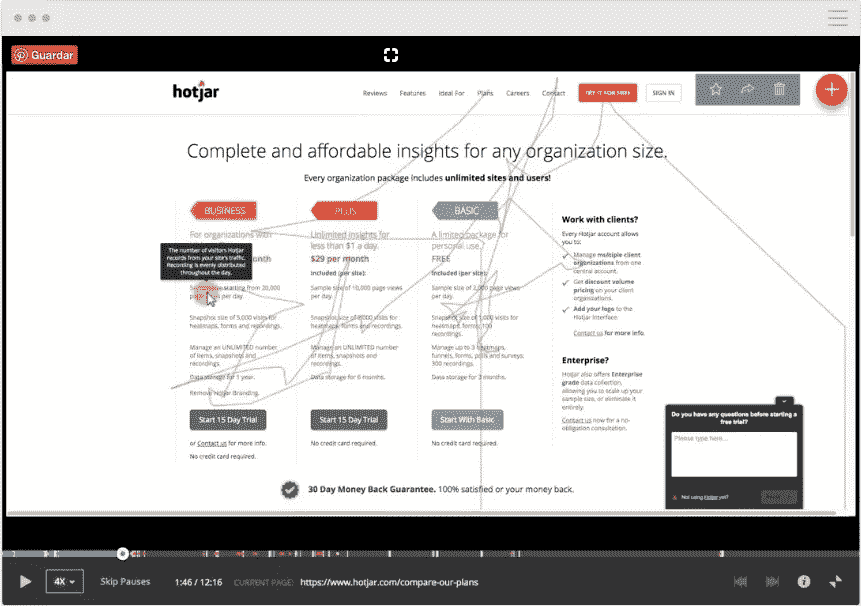 Guardar
hotjar
Reviews Features Ideal For Plans Careers Contact GET IT FOR FREE SIGN IN
Complete and affordable insights for any organization size.
Every organization package includes unlimited sites and users!
BUSINESS
For organizations with
The number of visitors Hotjar
records from your site's traffic.
Recording is evenly distributed
throughout the day.
Sample size starting from 20,000
per day.
Snapshot size of 5,000 visits for
heatmaps, forms and recordings.
Manage an UNLIMITED number
of items, snapshots and
recordings.
Data storage for 1 year.
Remove Hotjar Branding.
Start 15 Day Trial
or Contact us for more info.
No credit card required.
PLUS
Unlimited insights for
less than $1 a day.
$29 per month
Included (per site):
Sample size of 10,000 page views
per day.
Snapshot size of visits for
heatmaps, forms and recordings.
Manage an UNLIMITED number
of items, snapshots and
recordings.
Data storage for 6 months.
Start 15 Day Trial
No credit card required.
BASIC
A limited package for
personal use.
FREE
Included (per site):
Sample size of 2,000 page views
per day.
Snapshot size of 1,000 visits for
heatmaps, forms, 100
recordings.
Manage up to 3 heatmaps,
funnels, forms, polls and surveys;
300 recordings.
Data storage for 3 months.
Start With Basic
No credit card required.
Work with clients?
Every Hotjar account allows
you to:
Manage multiple client
organizations from one
central account.
Get discount volume
pricing on your client
organizations.
Add your logo to the
Hotjar interface.
Contact us for more info.
Enterprise?
Hotjar also offers Enterprise
grade data collection,
allowing you to scale up your
sample size, or eliminate it
entirely.
Contact us now for a no-
obligation consultation.
Do you have any questions before starting a
free trial?
Please type here...
Not using Hotjar yet?
30 Day Money Back Guarantee. 100% satisfied or your money back.
4X Skip Pauses 1:46 / 12:16 CURRENT PAGE: https://www.hotjar.com/compare-our-plans